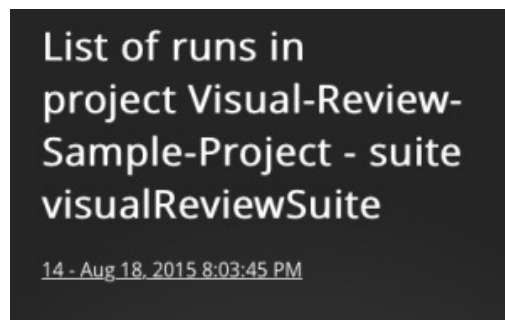 List of runs in
project Visual-Review-
Sample-Project - suite
visualReviewSuite
14 - Aug 18, 2015 8:03:45 PM